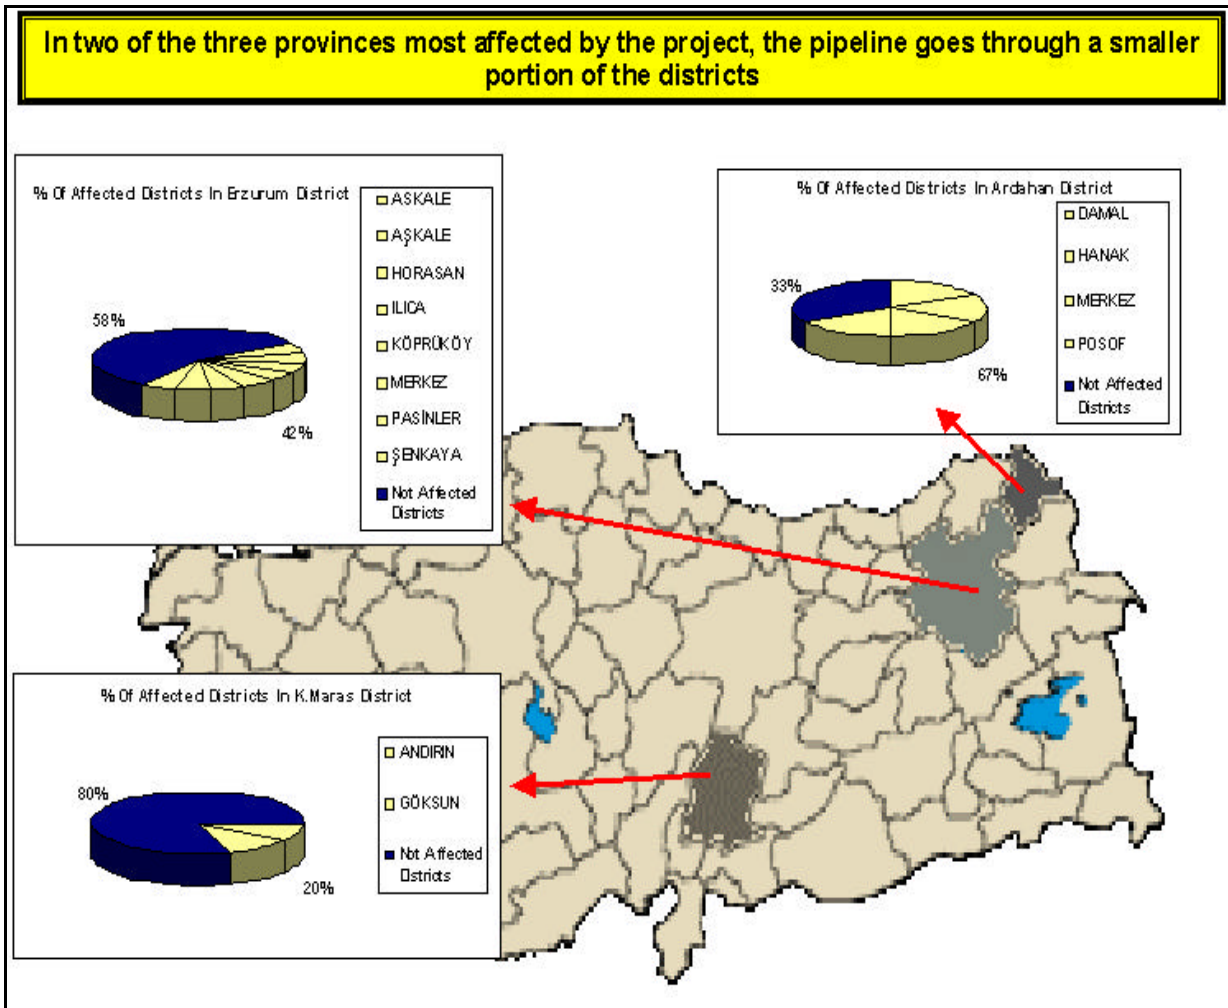 In two of the three provinces most affected by the project, the pipeline goes through a smaller
portion of the districts
% Of Affected Districts In Erzurum District
58%
42%
ASKALE
AŞKALE
HORASAN
ILICA
KÖPRÜKÖY
MERKEZ
PASİNLER
ŞENKAYA
Not Affected
Districts
% Of Affected Districts In Ardahan District
33%
67%
DAMAL
HANAK
MERKEZ
POSOF
Not Affected
Districts
% Of Affected Districts In K.Maras District
80%
20%
ANDIRIN
GÖKSUN
Not Affected
Districts